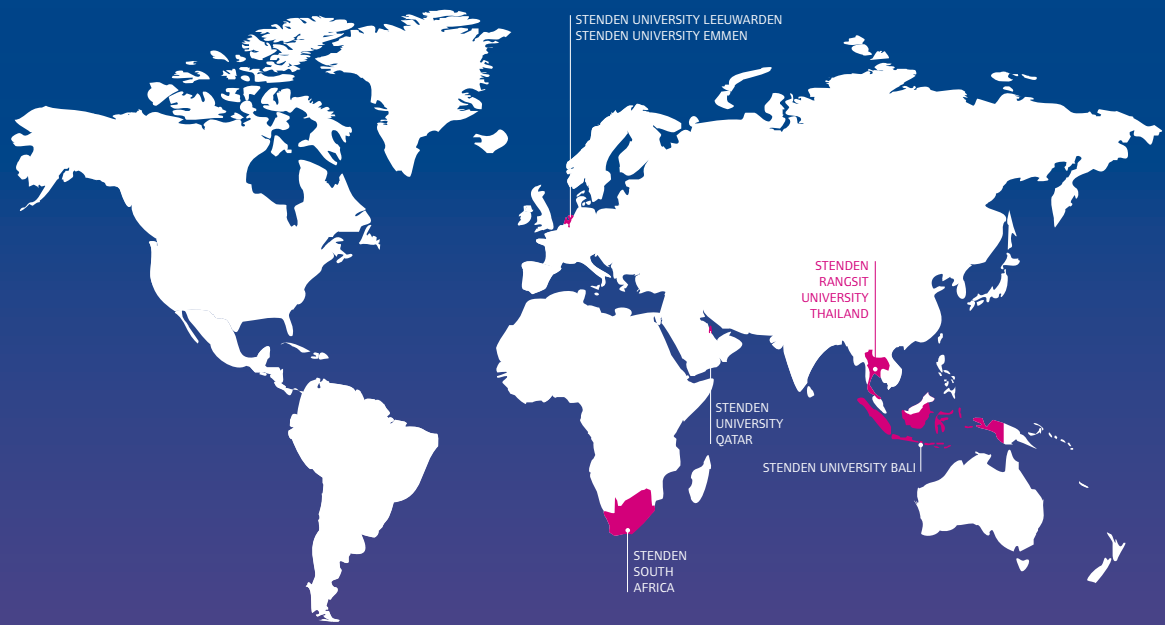 STENDEN UNIVERSITY LEEUWARDEN
STENDEN UNIVERSITY EMMEN
STENDEN
RANGSIT
UNIVERSITY
THAILAND
STENDEN
UNIVERSITY
QATAR
STENDEN UNIVERSITY BALI
STENDEN
SOUTH
AFRICA